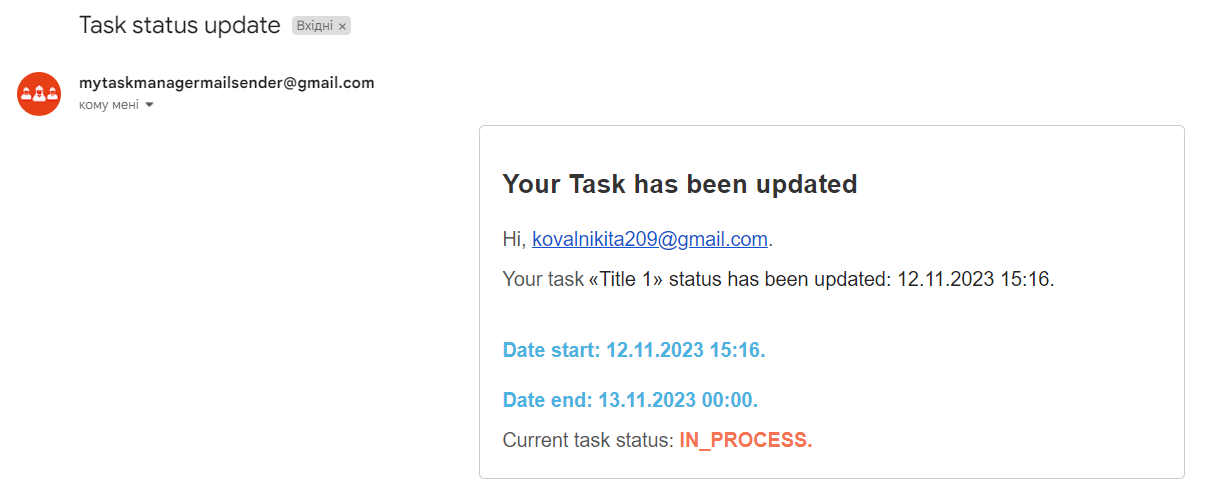 Task status update Вхідні ×
mytaskmanagermailsender@gmail.com
кому мені
Your Task has been updated
Hi, kovalnikita209@gmail.com.
Your task «Title 1» status has been updated: 12.11.2023 15:16.
Date start: 12.11.2023 15:16.
Date end: 13.11.2023 00:00.
Current task status: IN_PROCESS.